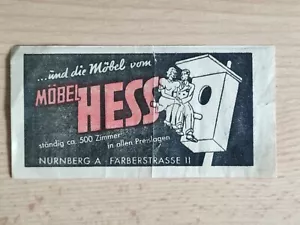 ...und die Möbel vom
MÖBEL HESS
ständig ca. 500 Zimmer
in allen Preislagen
NÜRNBERG A · FÄRBERSTRASSE 11